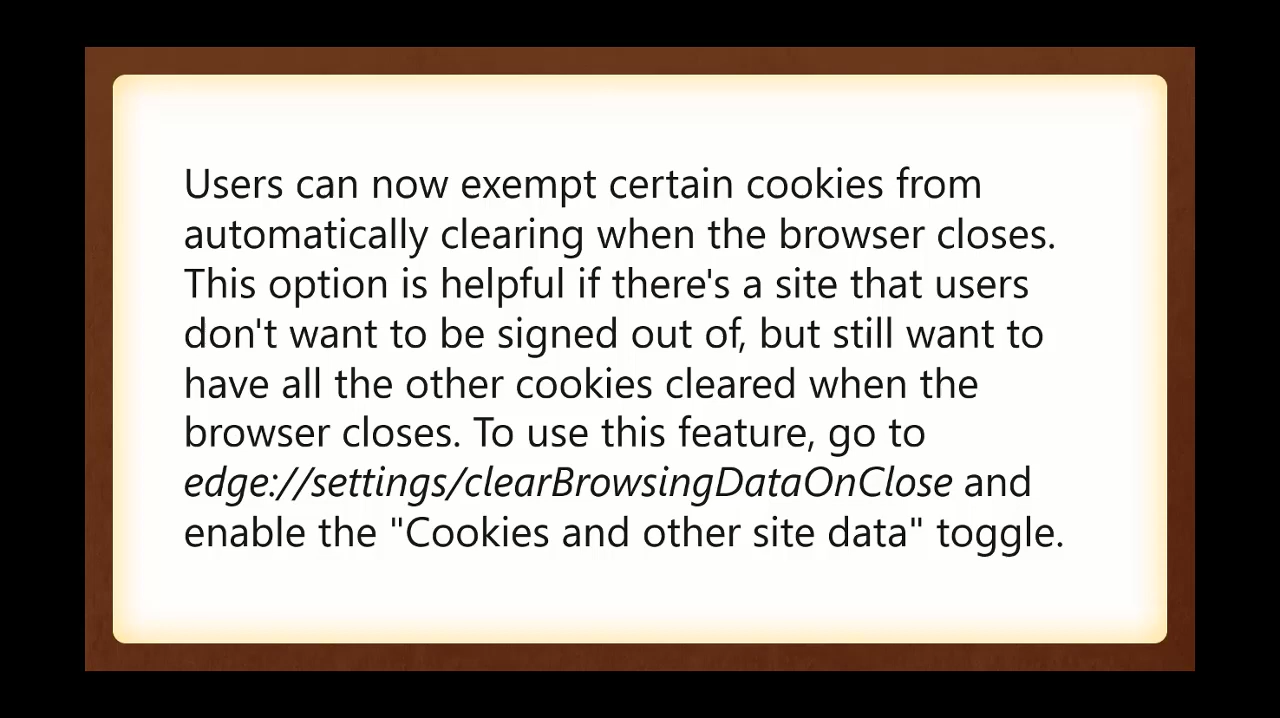 Users can now exempt certain cookies from
automatically clearing when the browser closes.
This option is helpful if there's a site that users
don't want to be signed out of, but still want to
have all the other cookies cleared when the
browser closes. To use this feature, go to
edge://settings/clearBrowsingDataOnClose and
enable the "Cookies and other site data" toggle.